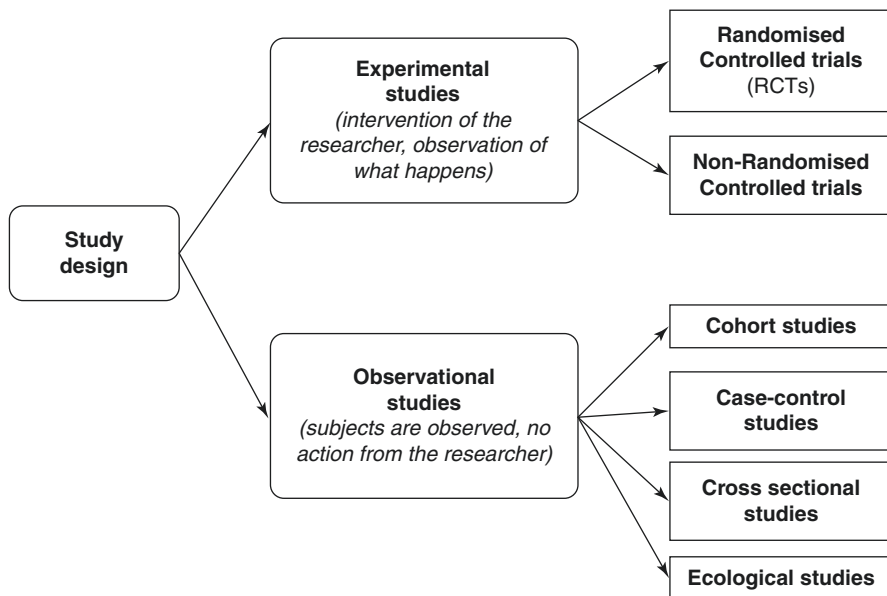 Study
design
Experimental
studies
(intervention of the
researcher, observation of
what happens)
Randomised
Controlled trials
(RCTs)
Non-Randomised
Controlled trials
Observational
studies
(subjects are observed, no
action from the researcher)
Cohort studies
Case-control
studies
Cross sectional
studies
Ecological studies